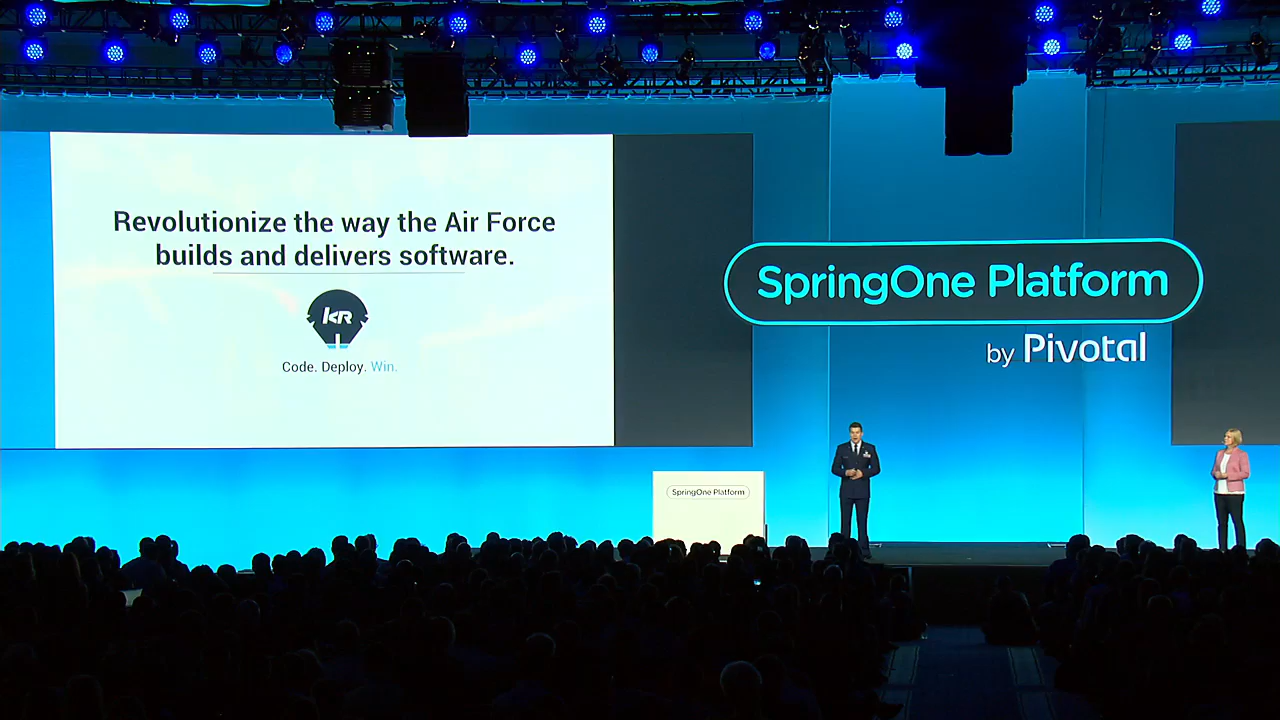 Revolutionize the way the Air Force
builds and delivers software.
KR
Code. Deploy. Win.
SpringOne Platform
by Pivotal
SpringOne Platform